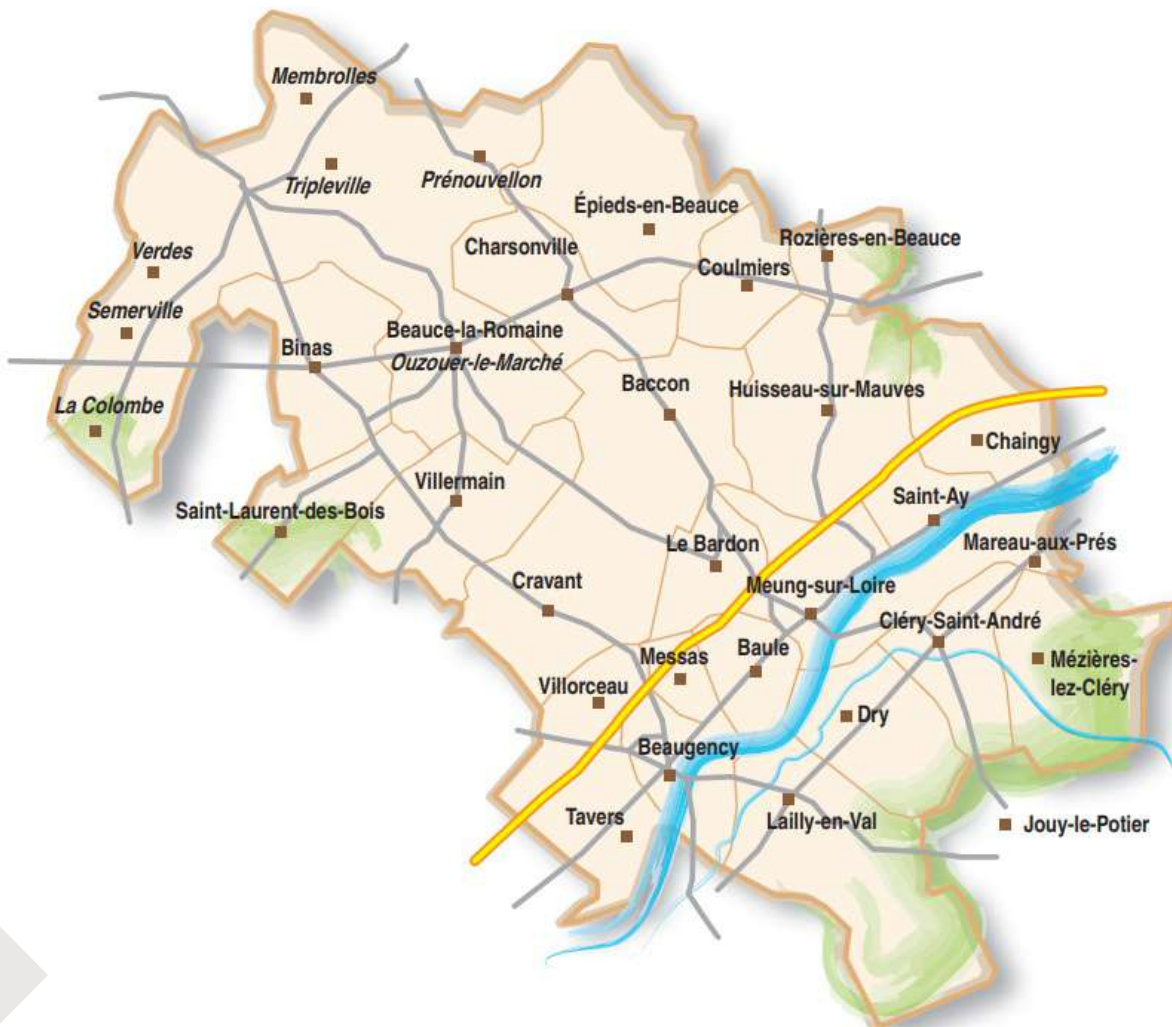 Membrolles
Tripleville
Prénouvellon
Épieds-en-Beauce
Charsonville
Rozières-en-Beauce
Verdes
Coulmiers
Semerville
Binas
Beauce-la-Romaine
Ouzouer-le-Marché
Baccon
Huisseau-sur-Mauves
La Colombe
Chaingy
Villermain
Saint-Ay
Saint-Laurent-des-Bois
Le Bardon
Mareau-aux-Prés
Cravant
Meung-sur-Loire
Cléry-Saint-André
Messas
Baule
Mézières-
lez-Cléry
Villorceau
Dry
Beaugency
Tavers
Lailly-en-Val
Jouy-le-Potier